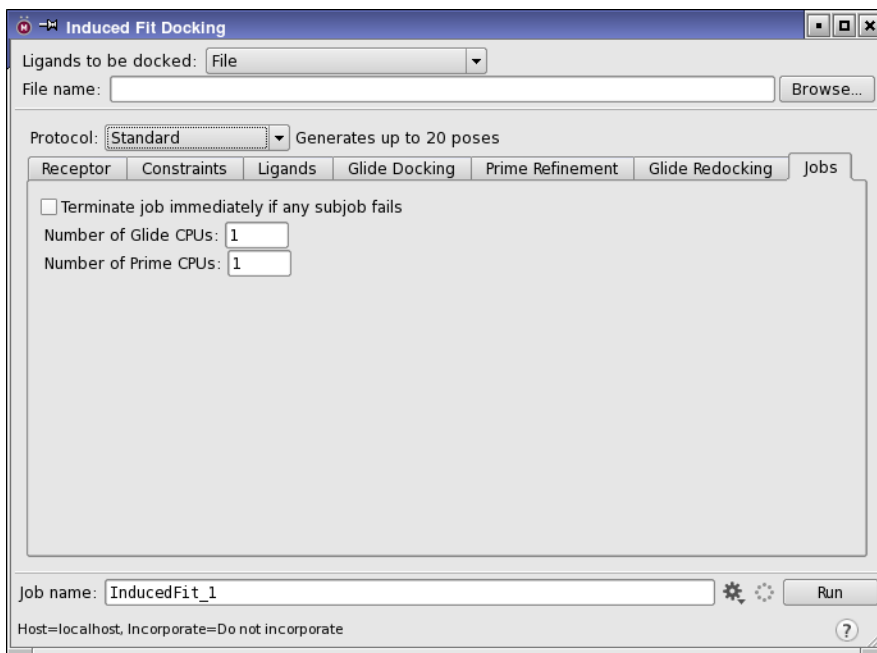 Induced Fit Docking
Ligands to be docked: File
File name: Browse...
Protocol: Standard Generates up to 20 poses
Receptor Constraints Ligands Glide Docking Prime Refinement Glide Redocking Jobs
Terminate job immediately if any subjob fails
Number of Glide CPUs: 1
Number of Prime CPUs: 1
Job name: InducedFit_1 Run
Host=localhost, Incorporate=Do not incorporate ?